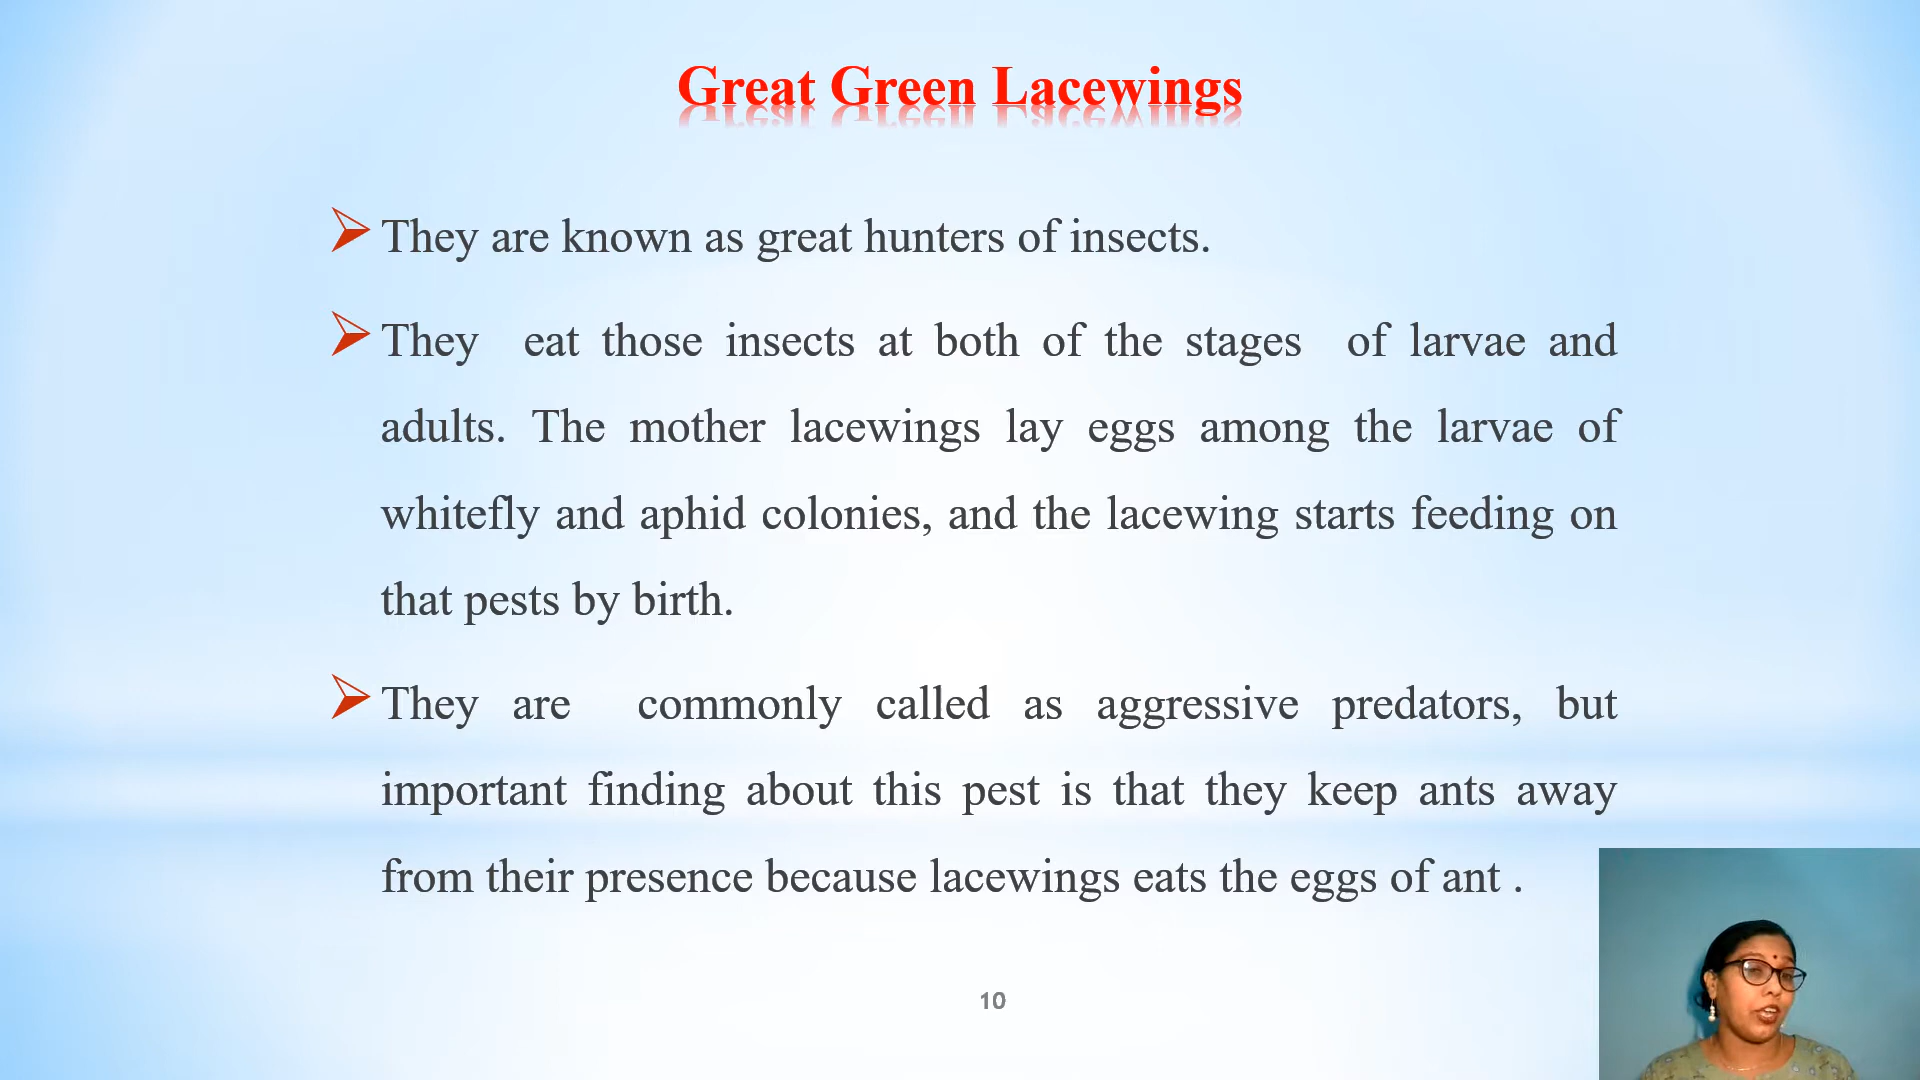 Great Green Lacewings
They are known as great hunters of insects.
They eat those insects at both of the stages of larvae and
adults. The mother lacewings lay eggs among the larvae of
whitefly and aphid colonies, and the lacewing starts feeding on
that pests by birth.
They are commonly called as aggressive predators, but
important finding about this pest is that they keep ants away
from their presence because lacewings eats the eggs of ant .
10